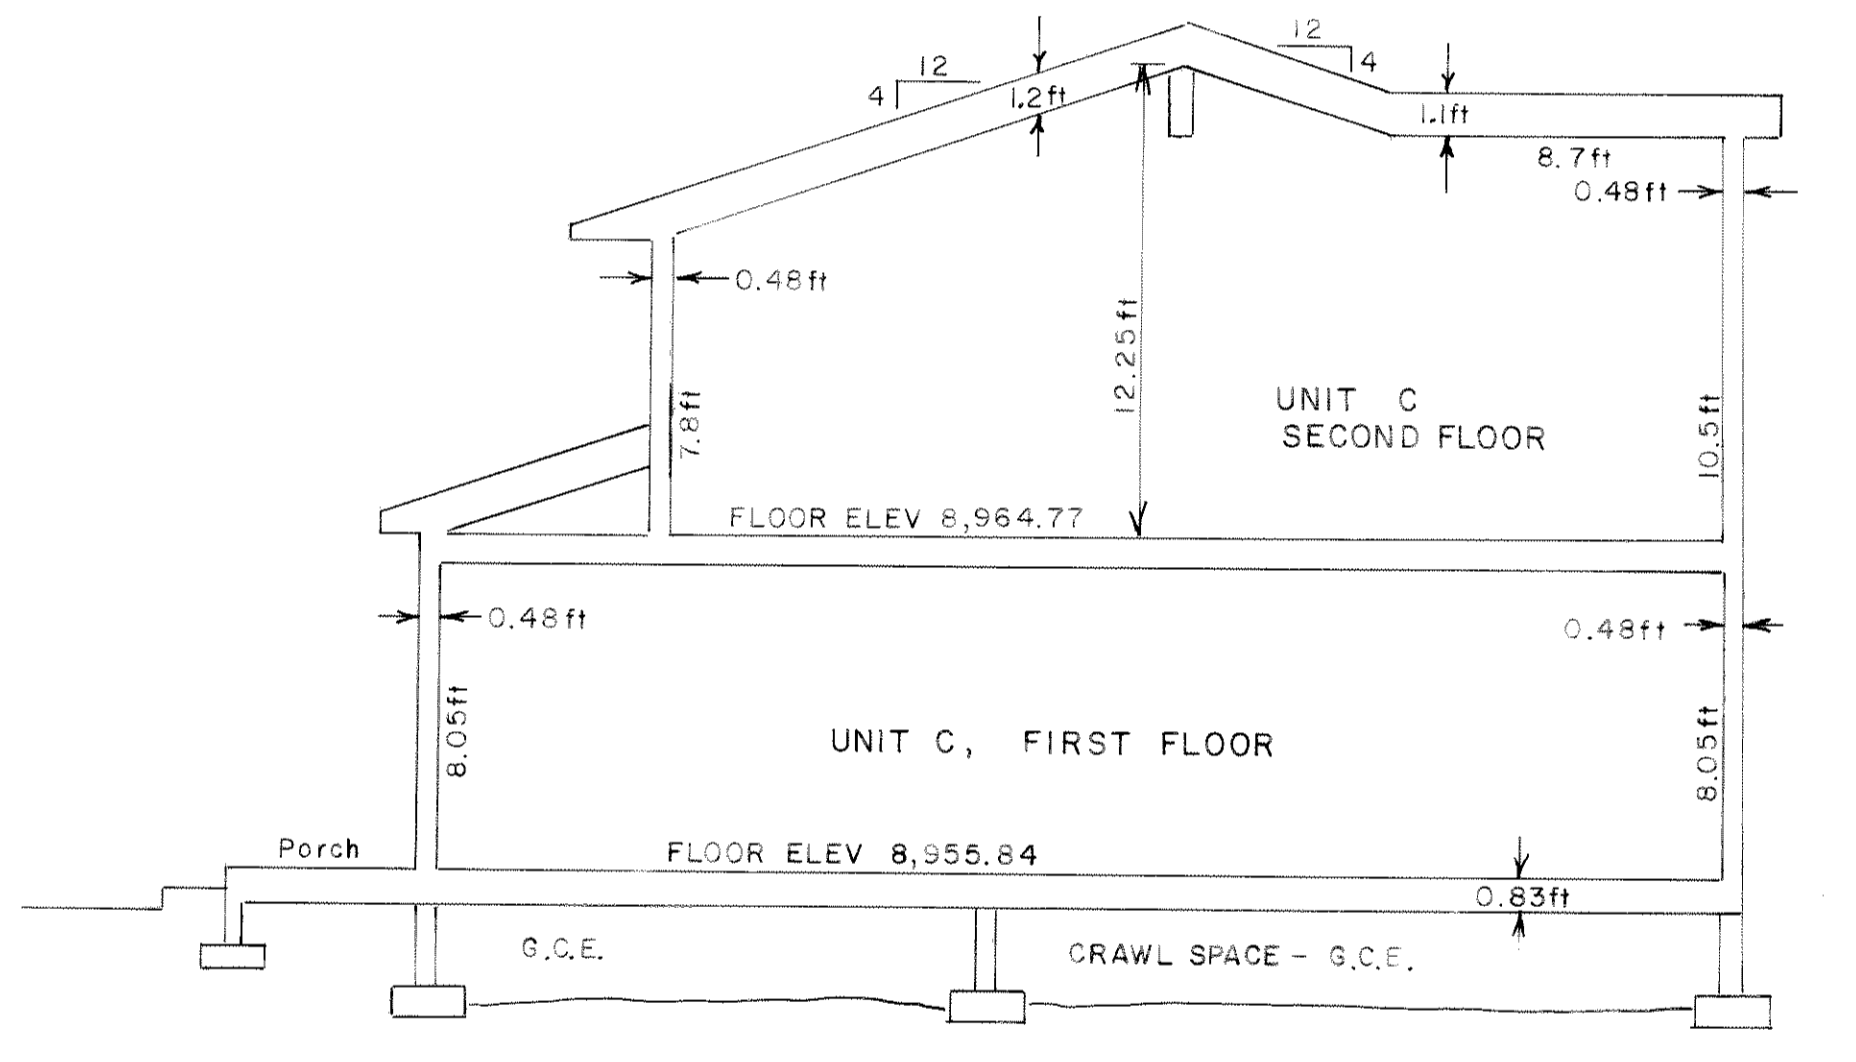 12
4
12
4
1.2ft
1.1ft
8.7ft
0.48ft
0.48ft
12.25ft
7.8ft
UNIT C
SECOND FLOOR
10.5ft
FLOOR ELEV 8,964.77
0.48ft
0.48ft
8.05ft
UNIT C, FIRST FLOOR
8.05ft
Porch
FLOOR ELEV 8,955.84
0.83ft
G.C.E.
CRAWL SPACE - G.C.E.